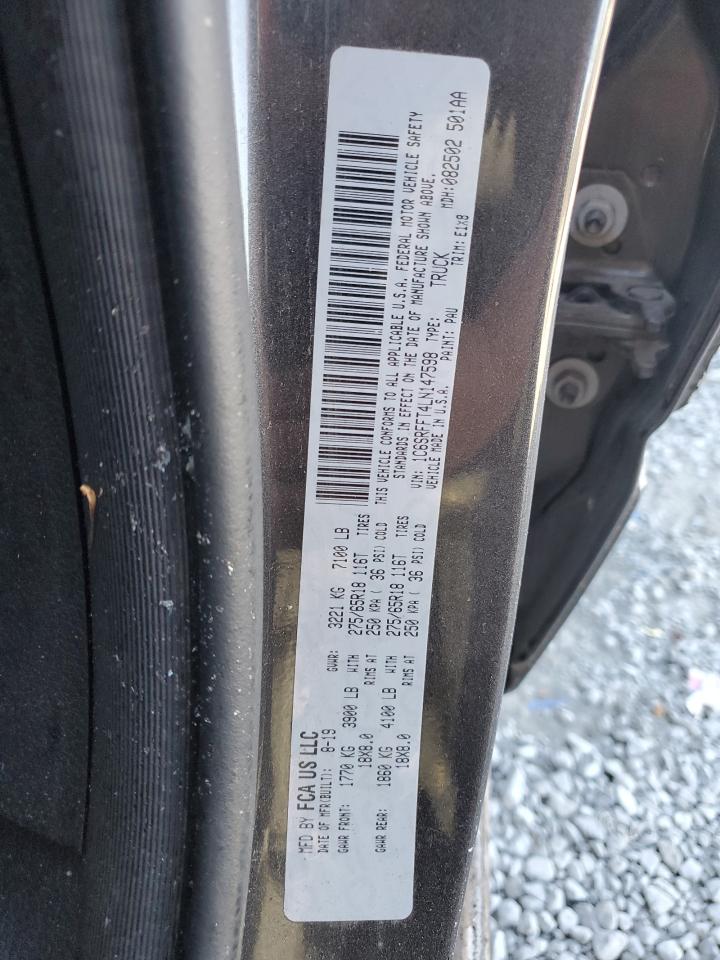 MFD BY FCA US LLC
DATE OF MFR(BUILT): 8-19 GVWR: 3221 KG 7100 LB
GAWR FRONT: 1770 KG 3900 LB WITH 275/65R18 116T TIRES
18X8.0 RIMS AT 250 KPA ( 36 PSI) COLD
GAWR REAR: 1860 KG 4100 LB WITH 275/65R18 116T TIRES
18X8.0 RIMS AT 250 KPA ( 36 PSI) COLD
THIS VEHICLE CONFORMS TO ALL APPLICABLE U.S.A. FEDERAL MOTOR VEHICLE SAFETY
STANDARDS IN EFFECT ON THE DATE OF MANUFACTURE SHOWN ABOVE.
VIN: 1C6SRFFT4LN147598 TYPE: TRUCK MDH:082502 501AA
VEHICLE MADE IN U.S.A. PAINT: PAU TRIM: E1X8